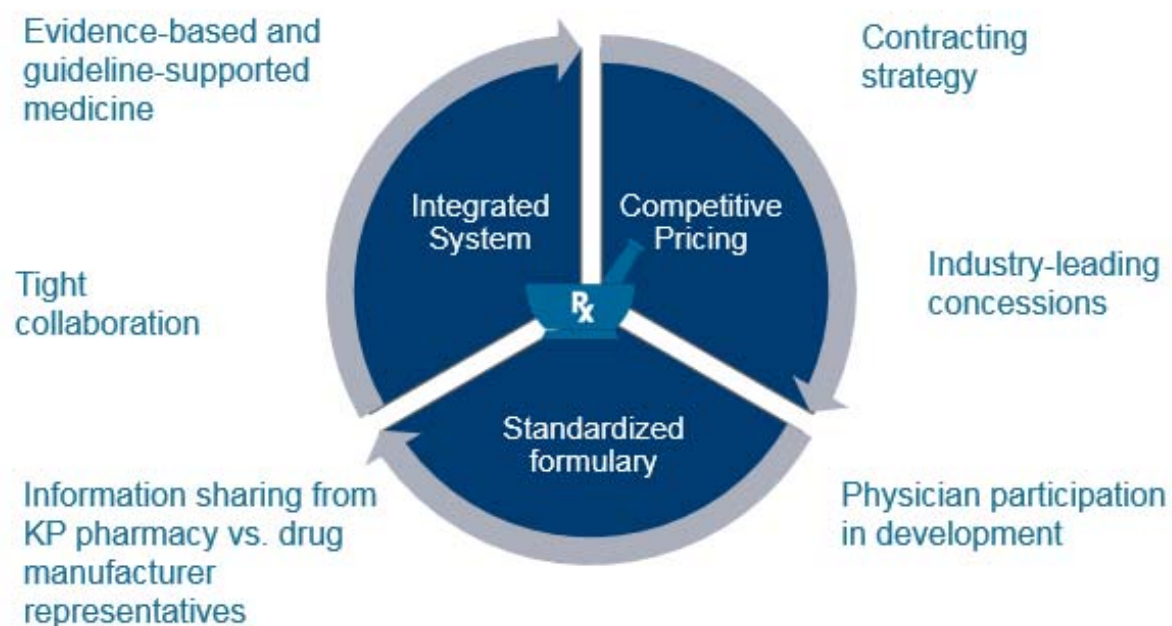 Evidence-based and
guideline-supported
medicine
Contracting
strategy
Integrated
System
Competitive
Pricing
Tight
collaboration
Rx
Industry-leading
concessions
Standardized
formulary
Information sharing from
KP pharmacy vs. drug
manufacturer
representatives
Physician participation
in development